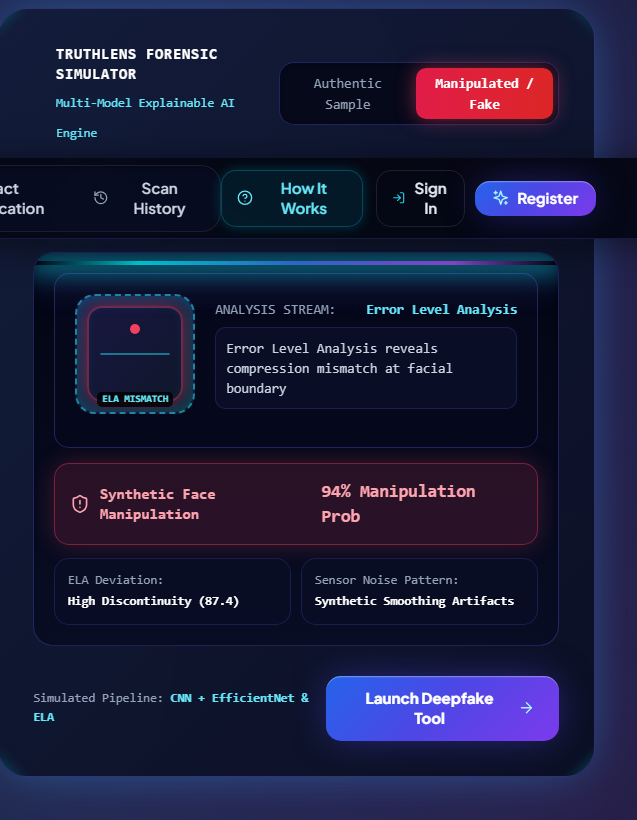 TRUTHLENS FORENSIC
SIMULATOR
Multi-Model Explainable AI
Engine
Authentic
Sample
Manipulated /
Fake
act
cation
Scan
History
How It
Works
Sign
In
Register
ANALYSIS STREAM: Error Level Analysis
Error Level Analysis reveals
compression mismatch at facial
boundary
ELA MISMATCH
Synthetic Face
Manipulation
94% Manipulation
Prob
ELA Deviation:
High Discontinuity (87.4)
Sensor Noise Pattern:
Synthetic Smoothing Artifacts
Simulated Pipeline: CNN + EfficientNet &
ELA
Launch Deepfake
Tool